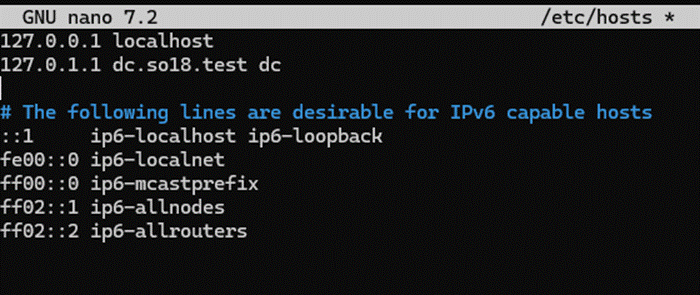 GNU nano 7.2 /etc/hosts *
127.0.0.1 localhost
127.0.1.1 dc.so18.test dc
# The following lines are desirable for IPv6 capable hosts
::1 ip6-localhost ip6-loopback
fe00::0 ip6-localnet
ff00::0 ip6-mcastprefix
ff02::1 ip6-allnodes
ff02::2 ip6-allrouters